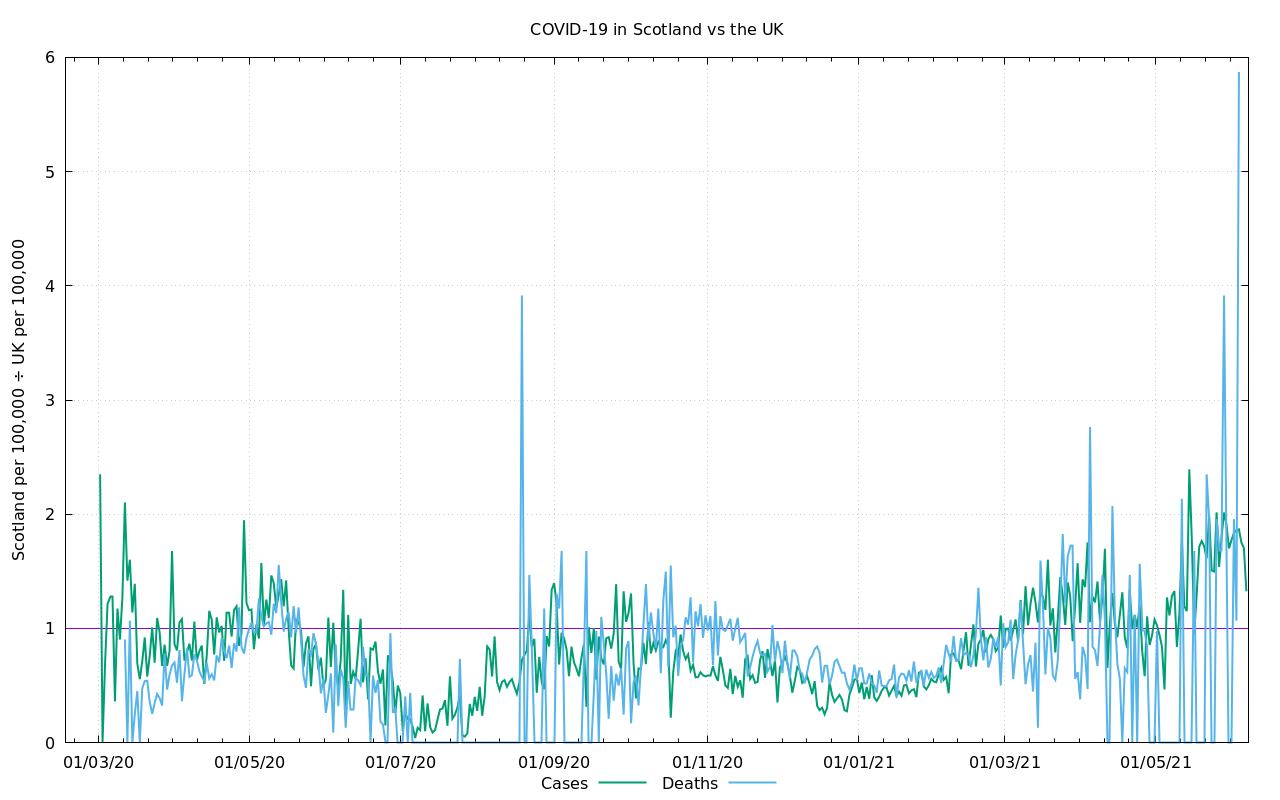 COVID-19 in Scotland vs the UK
Scotland per 100,000 ÷ UK per 100,000
6
5
4
3
2
1
0
01/03/20 01/05/20 01/07/20 01/09/20 01/11/20 01/01/21 01/03/21 01/05/21
Cases Deaths